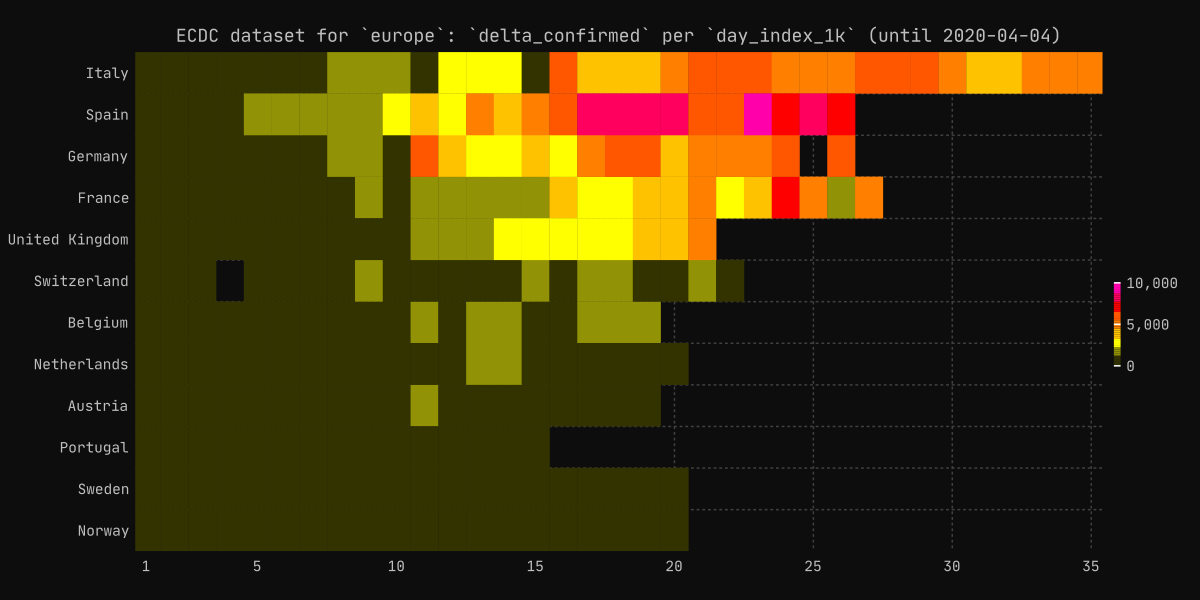 ECDC dataset for `europe`: `delta_confirmed` per `day_index_1k` (until 2020-04-04)
Italy
Spain
Germany
France
United Kingdom
Switzerland
Belgium
Netherlands
Austria
Portugal
Sweden
Norway
1 5 10 15 20 25 30 35
10,000
5,000
0